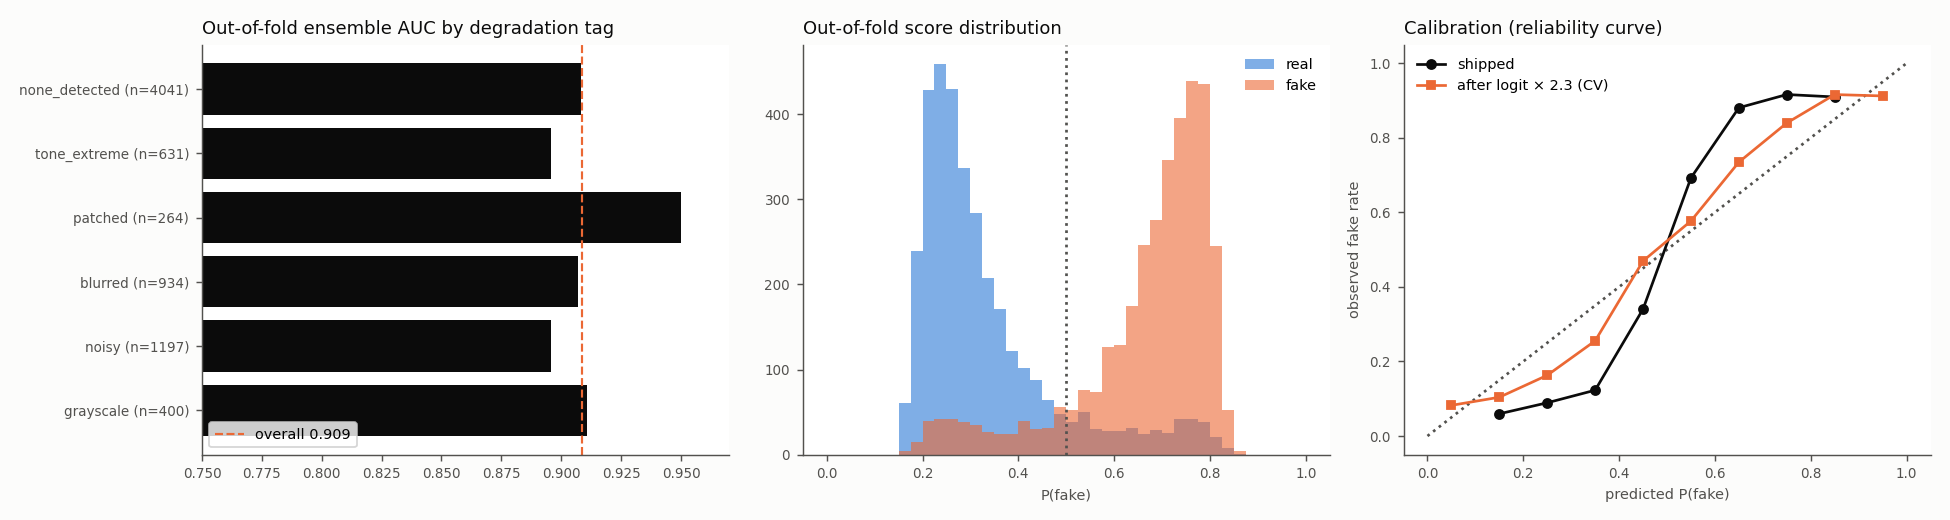 Out-of-fold ensemble AUC by degradation tag
none_detected (n=4041)
tone_extreme (n=631)
patched (n=264)
blurred (n=934)
noisy (n=1197)
grayscale (n=400)
overall 0.909
0.750 0.775 0.800 0.825 0.850 0.875 0.900 0.925 0.950
Out-of-fold score distribution
real
fake
400
300
200
100
0
0.0 0.2 0.4 0.6 0.8 1.0
P(fake)
Calibration (reliability curve)
shipped
after logit × 2.3 (CV)
observed fake rate
1.0
0.8
0.6
0.4
0.2
0.0
0.0 0.2 0.4 0.6 0.8 1.0
predicted P(fake)